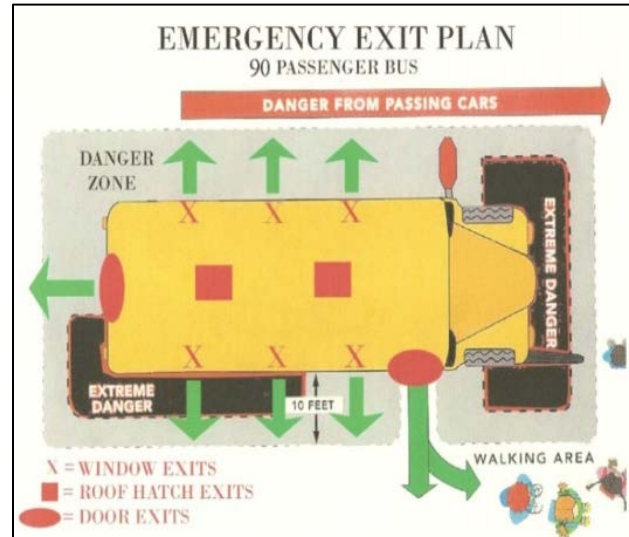 EMERGENCY EXIT PLAN
90 PASSENGER BUS
DANGER FROM PASSING CARS
DANGER
ZONE
X X X
EXTREME DANGER
X X X
EXTREME
DANGER
10 FEET
WALKING AREA
X = WINDOW EXITS
= ROOF HATCH EXITS
= DOOR EXITS